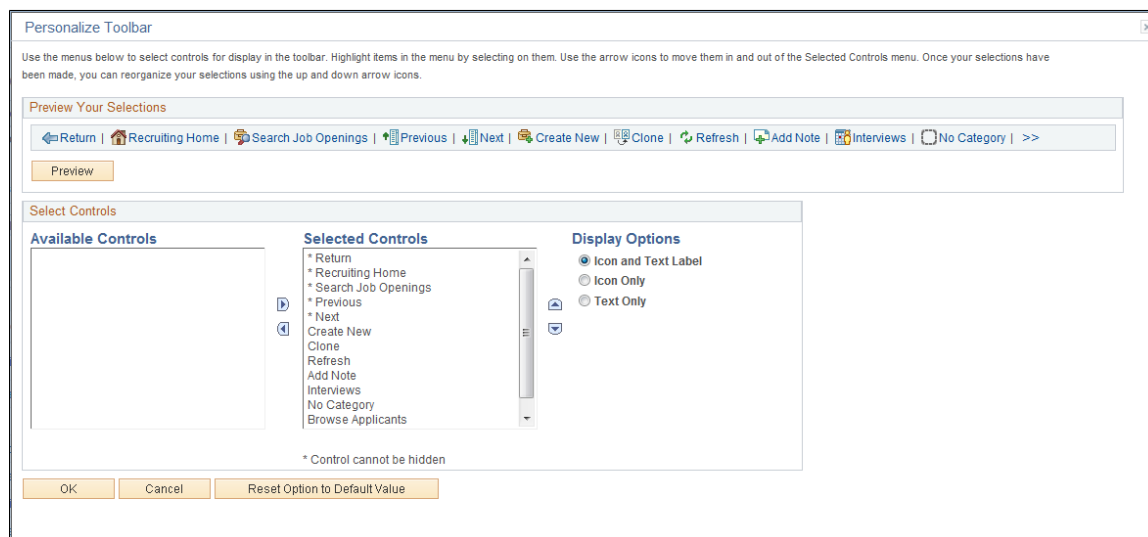 Personalize Toolbar
Use the menus below to select controls for display in the toolbar. Highlight items in the menu by selecting on them. Use the arrow icons to move them in and out of the Selected Controls menu. Once your selections have
been made, you can reorganize your selections using the up and down arrow icons.
Preview Your Selections
Return | Recruiting Home | Search Job Openings | Previous | Next | Create New | Clone | Refresh | Add Note | Interviews | No Category | >>
Preview
Select Controls
Available Controls
Selected Controls
* Return
* Recruiting Home
* Search Job Openings
* Previous
* Next
Create New
Clone
Refresh
Add Note
Interviews
No Category
Browse Applicants
* Control cannot be hidden
Display Options
Icon and Text Label
Icon Only
Text Only
OK Cancel Reset Option to Default Value